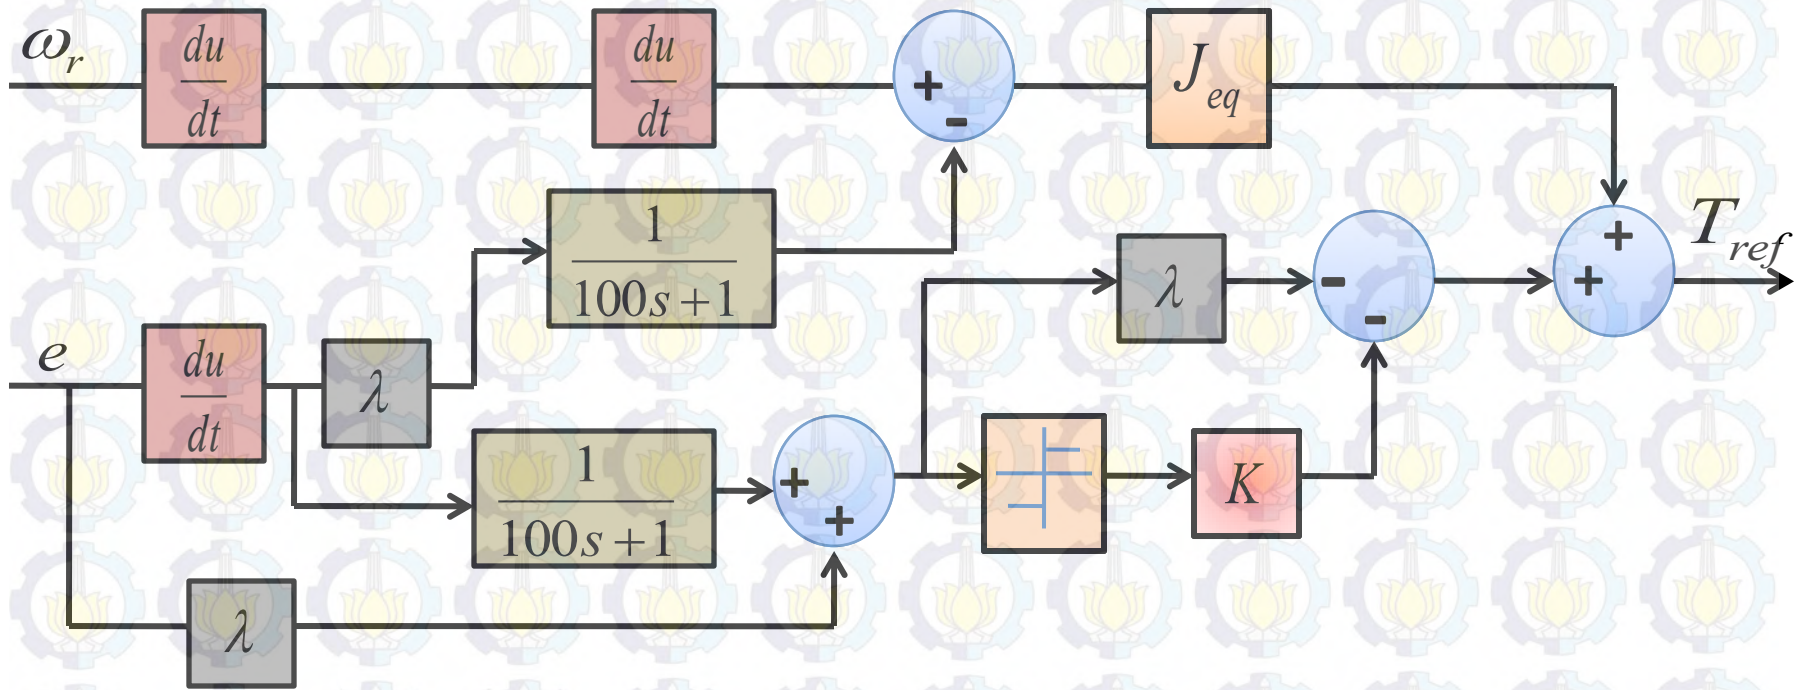 ω_r
du/dt
du/dt
+
-
J_eq
1/(100s+1)
λ
-
-
+
+
T_ref
e
du/dt
λ
1/(100s+1)
+
+
K
λ